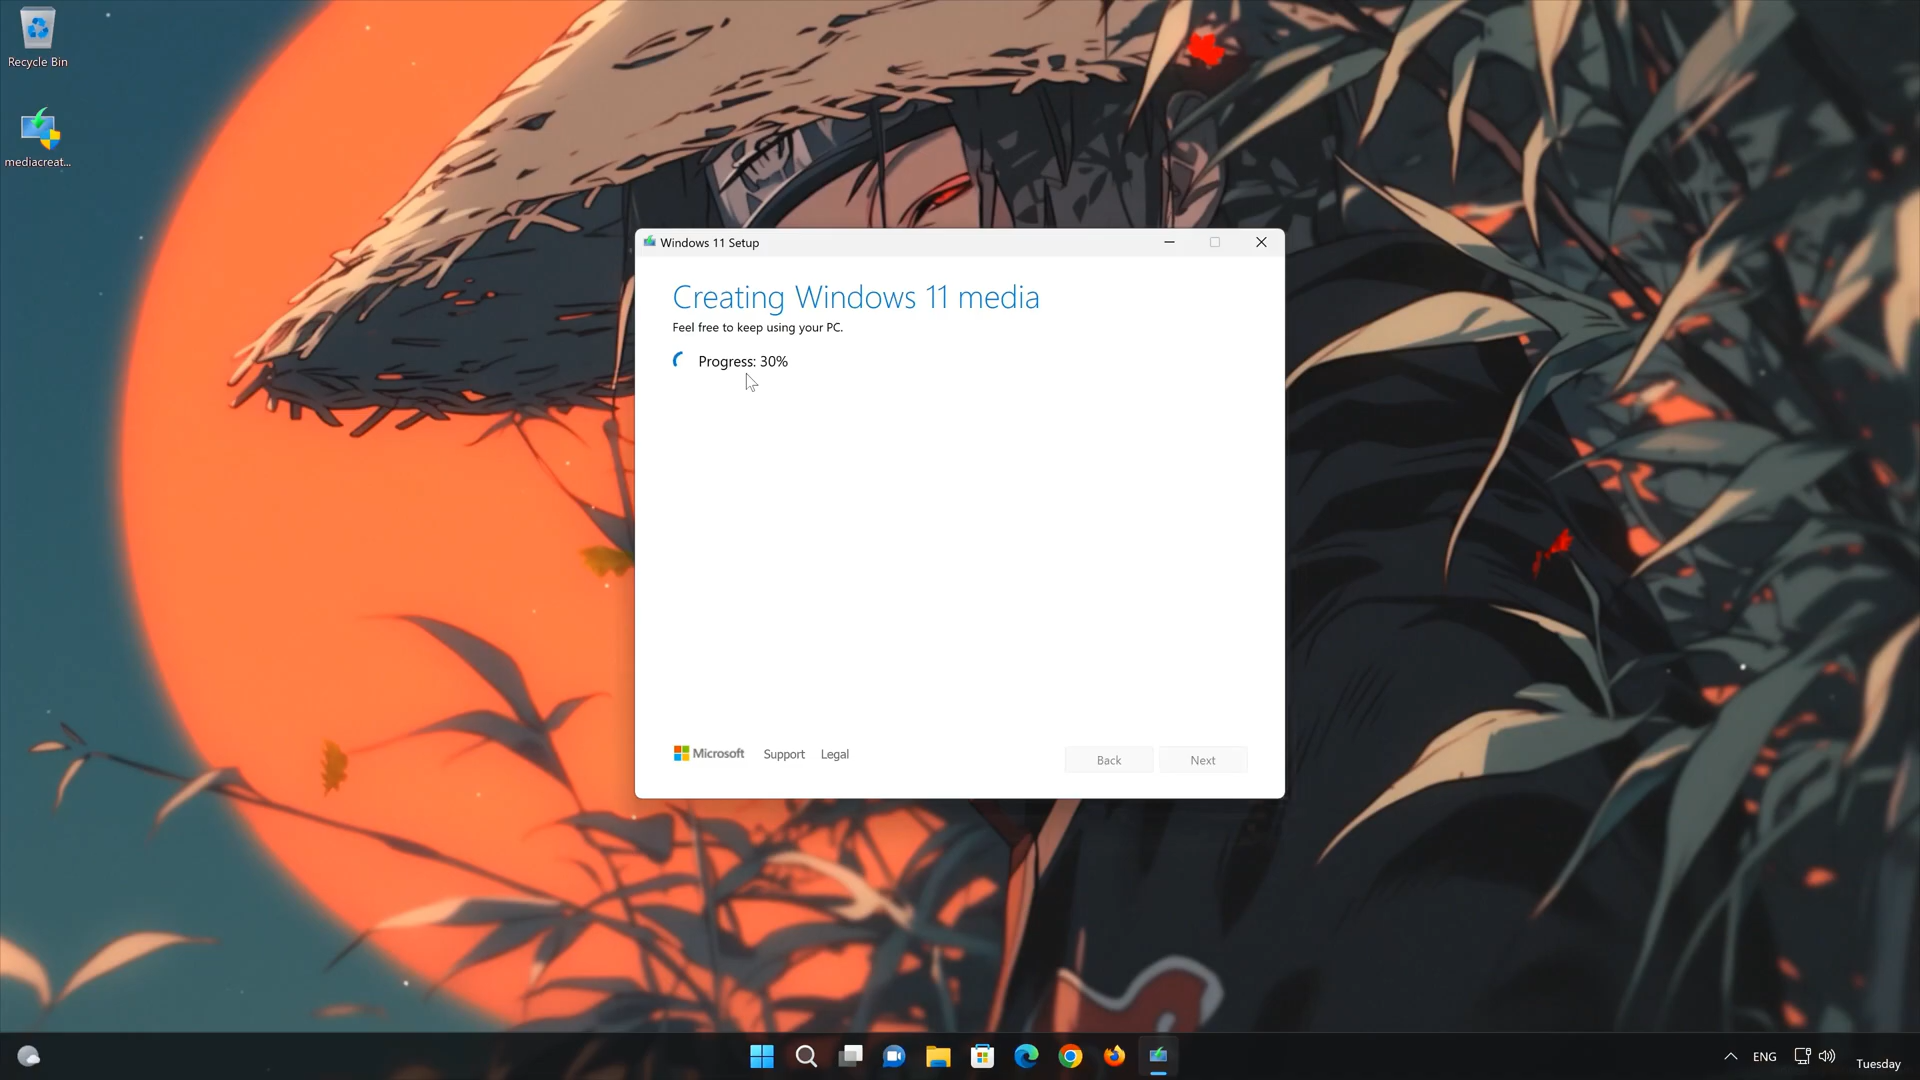 Recycle Bin
mediacreat...
Windows 11 Setup
Creating Windows 11 media
Feel free to keep using your PC.
Progress: 30%
Microsoft
Support
Legal
Back
Next
ENG
Tuesday